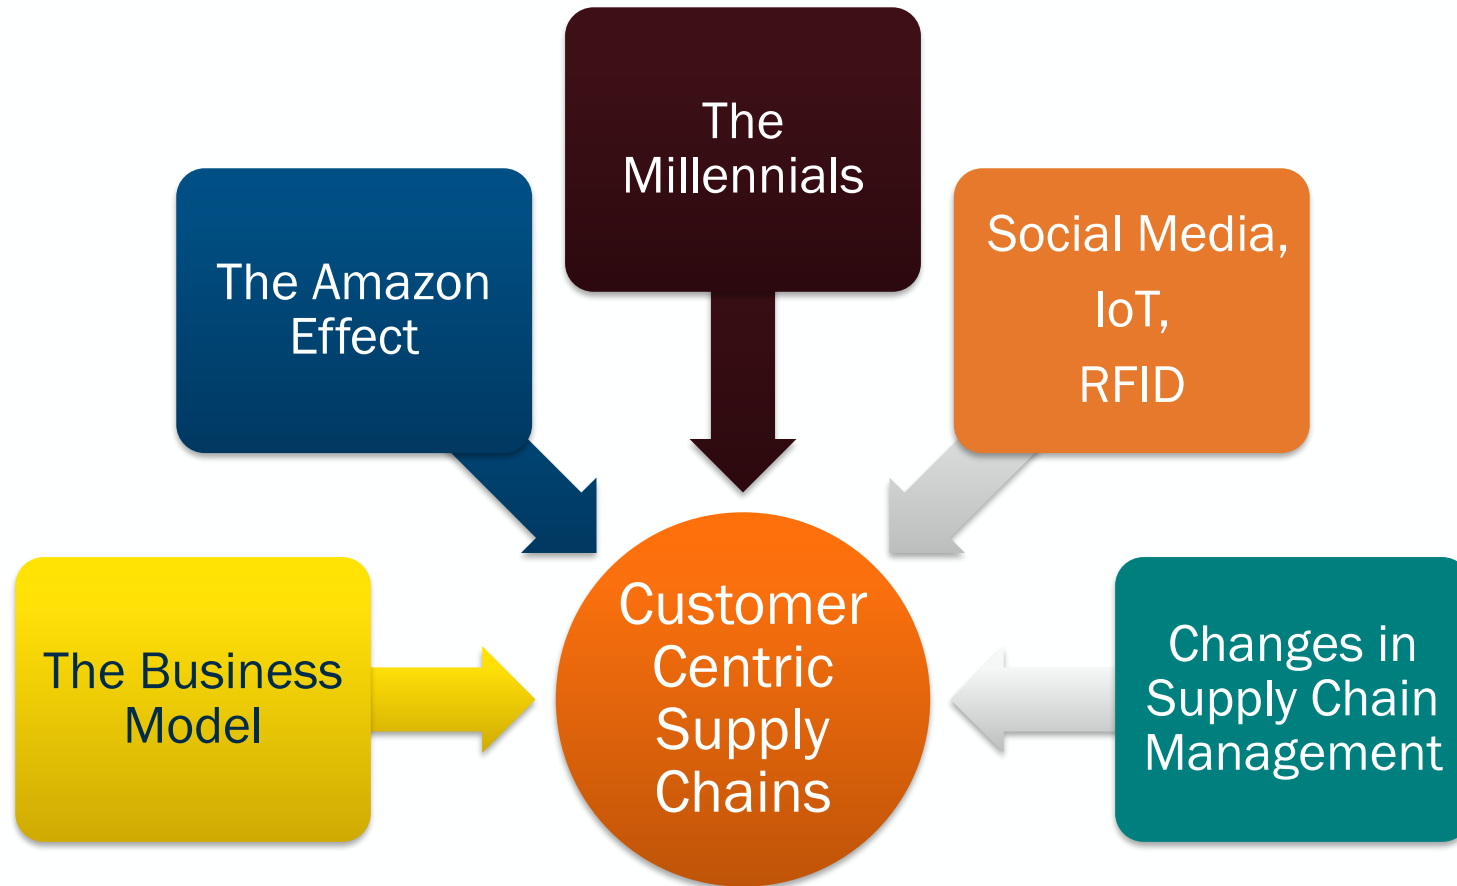 The
Millennials
The Amazon
Effect
Social Media,
IoT,
RFID
The Business
Model
Customer
Centric
Supply
Chains
Changes in
Supply Chain
Management